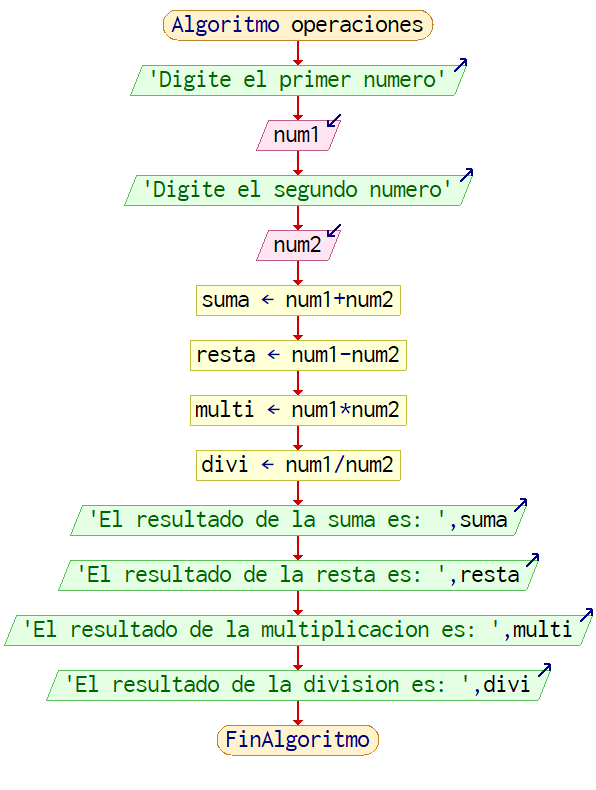 Algoritmo operaciones
'Digite el primer numero'
num1
'Digite el segundo numero'
num2
suma ← num1+num2
resta ← num1-num2
multi ← num1*num2
divi ← num1/num2
'El resultado de la suma es: ',suma
'El resultado de la resta es: ',resta
'El resultado de la multiplicacion es: ',multi
'El resultado de la division es: ',divi
FinAlgoritmo